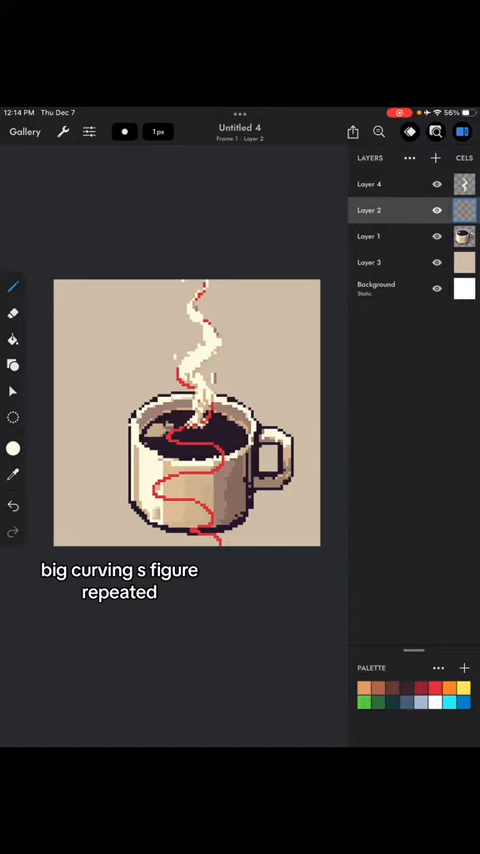 12:14 PM Thu Dec 7
56%
Gallery
1px
Untitled 4
Frame 1 - Layer 2
LAYERS
CELS
Layer 4
Layer 2
Layer 1
Layer 3
Background
Static
big curving s figure
repeated
PALETTE